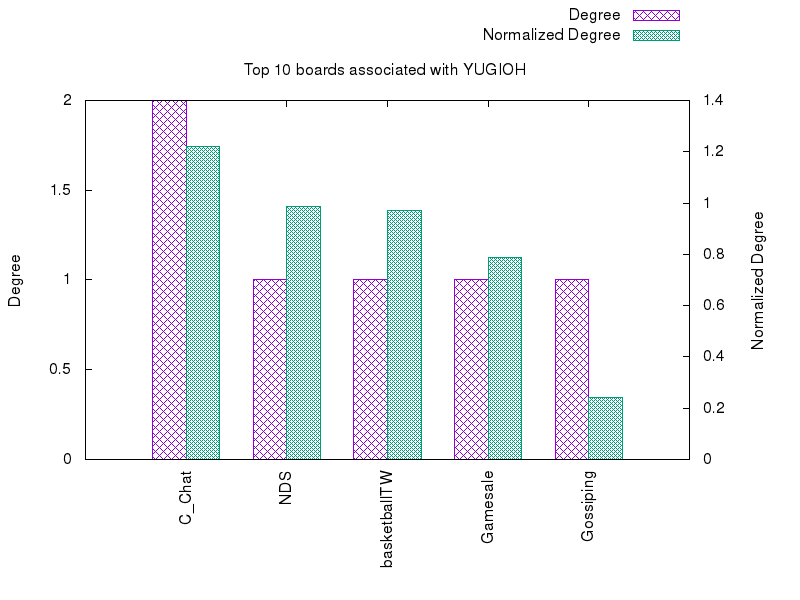 Degree
Normalized Degree
Top 10 boards associated with YUGIOH
2
1.5
1
0.5
0
1.4
1.2
1
0.8
0.6
0.4
0.2
0
Degree
Normalized Degree
C_Chat
NDS
basketballTW
Gamesale
Gossiping